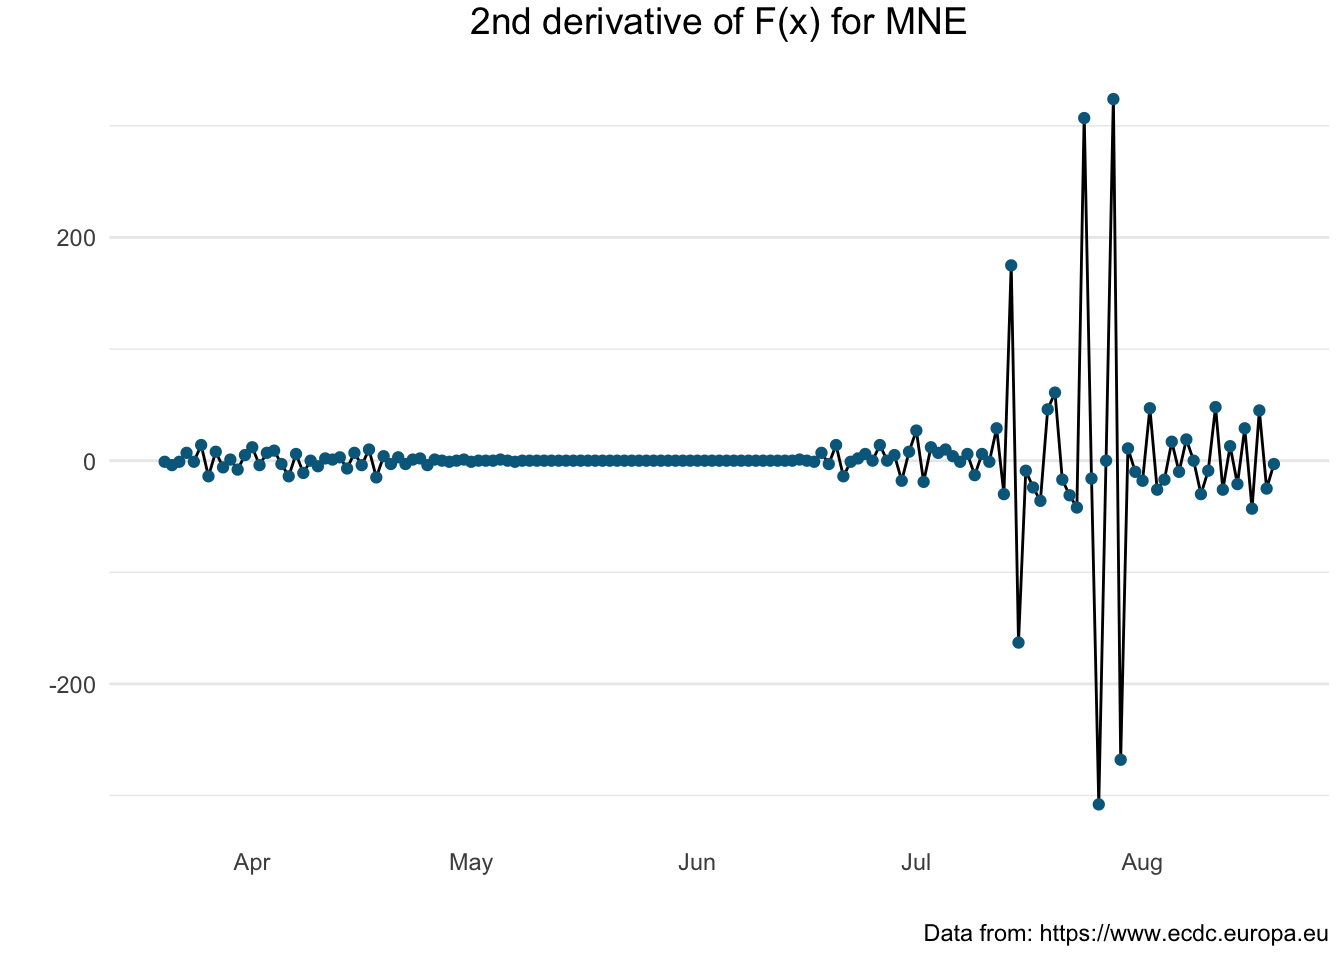 2nd derivative of F(x) for MNE
200
0
-200
Apr May Jun Jul Aug
Data from: https://www.ecdc.europa.eu